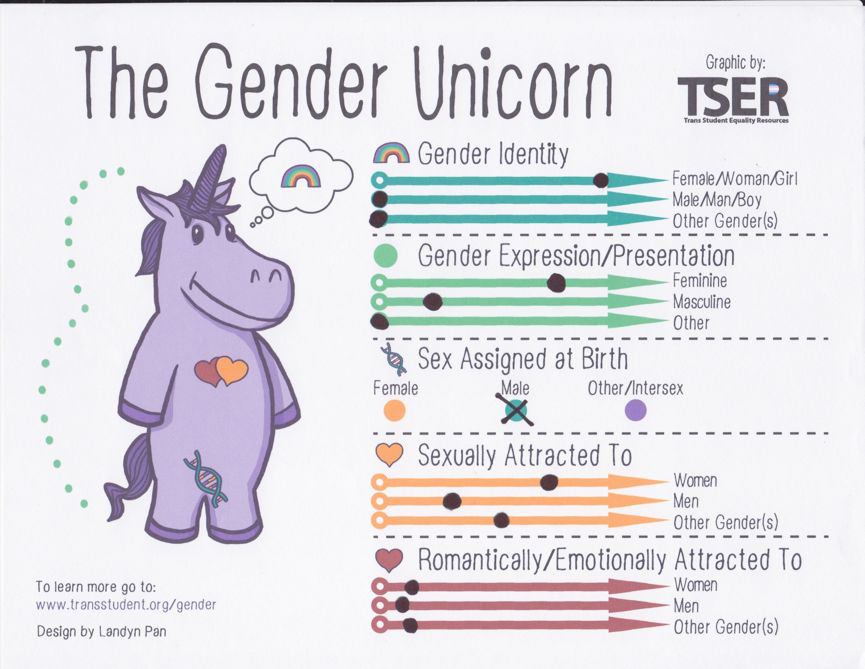 The Gender Unicorn
Graphic by:
TSER
Trans Student Equality Resources
Gender Identity
Female/Woman/Girl
Male/Man/Boy
Other Gender(s)
Gender Expression/Presentation
Feminine
Masculine
Other
Sex Assigned at Birth
Female Male Other/Intersex
Sexually Attracted To
Women
Men
Other Gender(s)
Romantically/Emotionally Attracted To
Women
Men
Other Gender(s)
To learn more go to:
www.transstudent.org/gender
Design by Landyn Pan